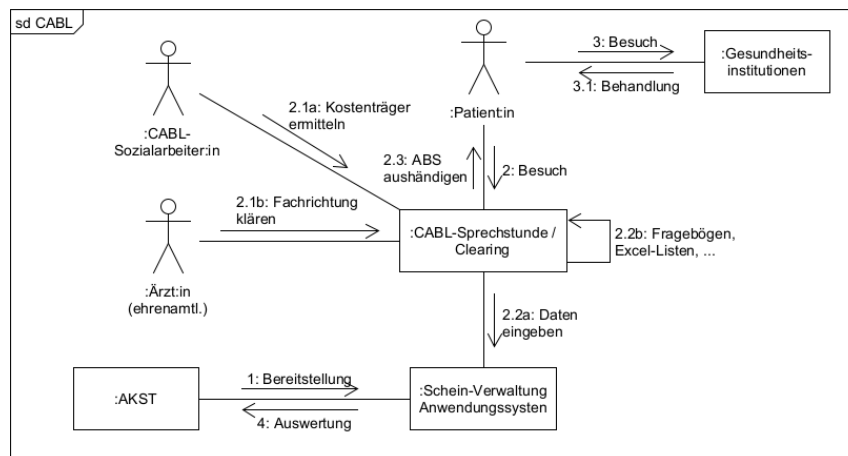 sd CABL
:CABL-
Sozialarbeiter:in
2.1a: Kostenträger
ermitteln
:Patient:in
3: Besuch
3.1: Behandlung
:Gesundheits-
institutionen
2.3: ABS
aushändigen
2: Besuch
:Ärzt:in
(ehrenamtl.)
2.1b: Fachrichtung
klären
:CABL-Sprechstunde /
Clearing
2.2b: Fragebögen,
Excel-Listen, ...
2.2a: Daten
eingeben
:AKST
1: Bereitstellung
4: Auswertung
:Schein-Verwaltung
Anwendungssysten